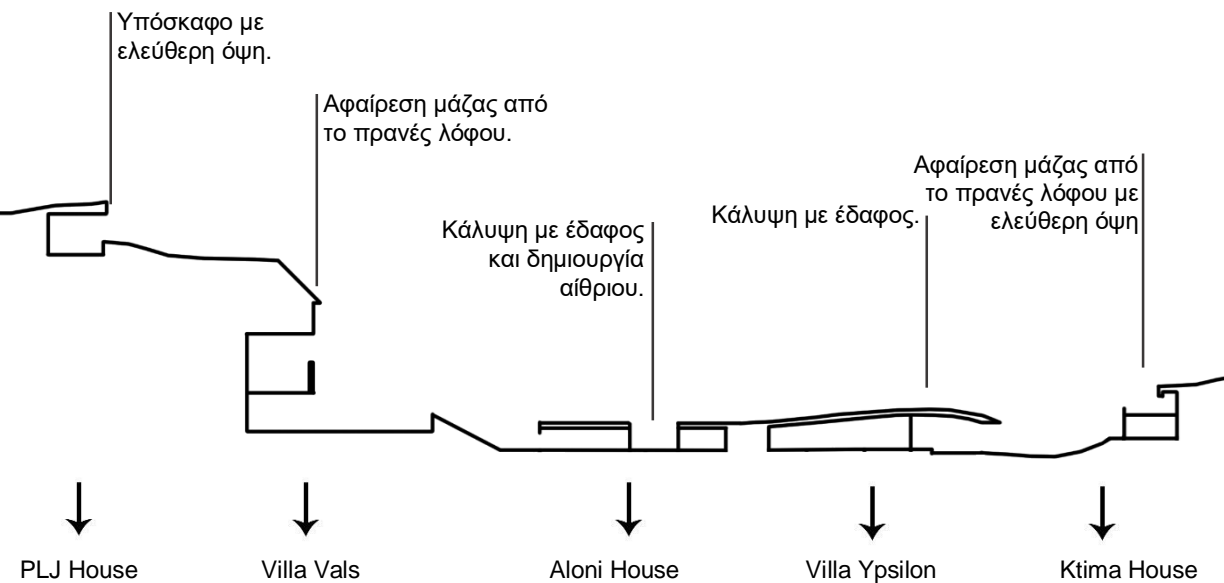 Υπόσκαφο με
ελεύθερη όψη.
Αφαίρεση μάζας από
το πρανές λόφου.
Κάλυψη με έδαφος
και δημιουργία
αίθριου.
Κάλυψη με έδαφος.
Αφαίρεση μάζας από
το πρανές λόφου με
ελεύθερη όψη
PLJ House
Villa Vals
Aloni House
Villa Ypsilon
Ktima House